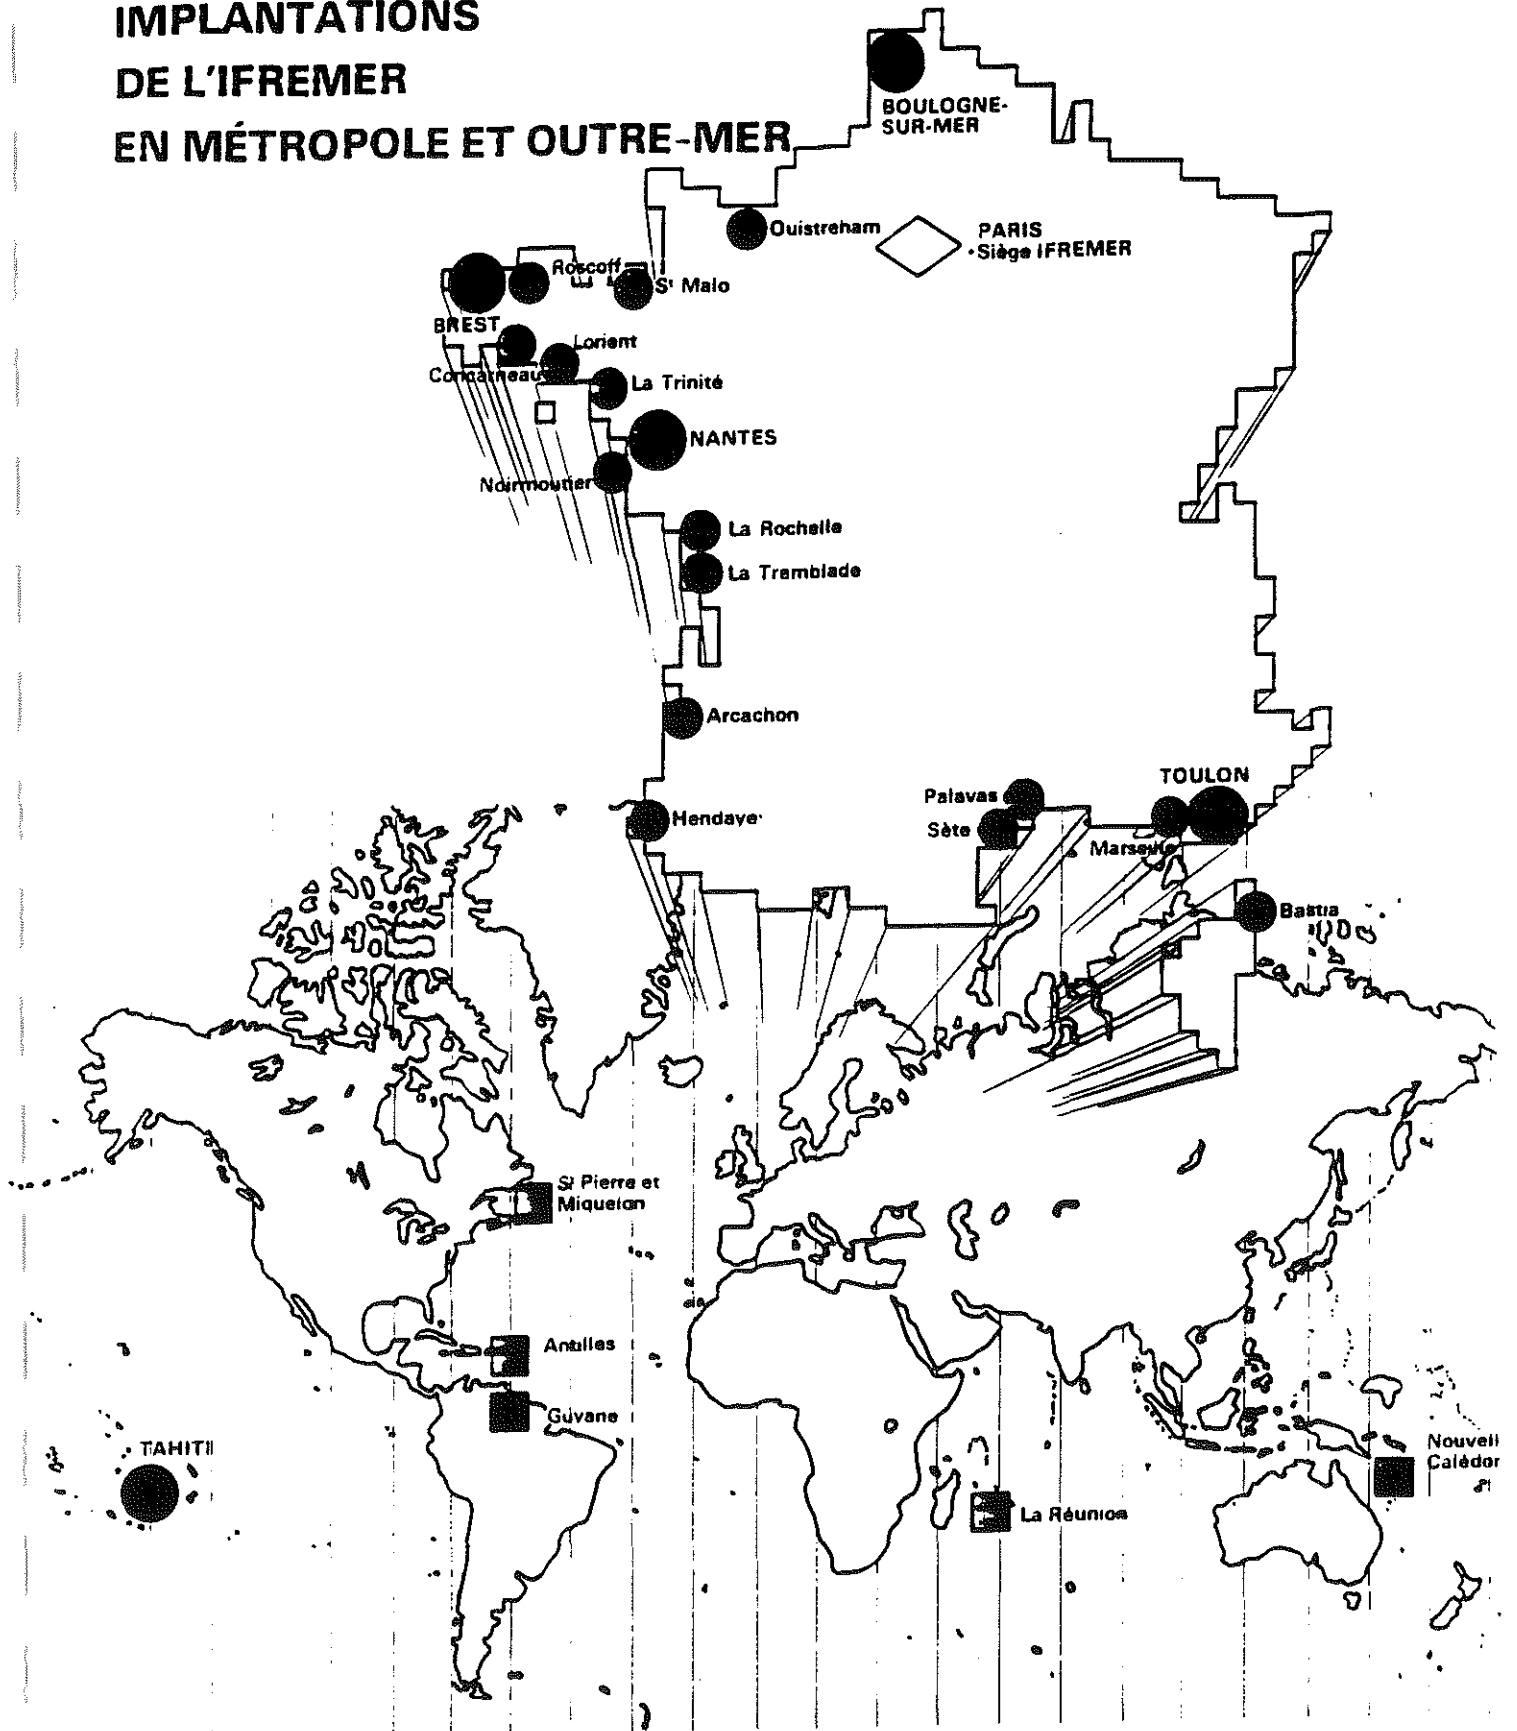 IMPLANTATIONS
DE L'IFREMER
EN MÉTROPOLE ET OUTRE-MER
BOULOGNE-
SUR-MER
Ouistreham
PARIS
Siège IFREMER
Roscoff
St Malo
BREST
Lorient
Concarneau
La Trinité
NANTES
Noirmoutier
La Rochelle
La Tremblade
Arcachon
TOULON
Palavas
Hendaye
Sète
Marseille
Bastia
St Pierre et
Miquelon
Antilles
Guyane
TAHITI
Nouvell
Calédor
La Réunion